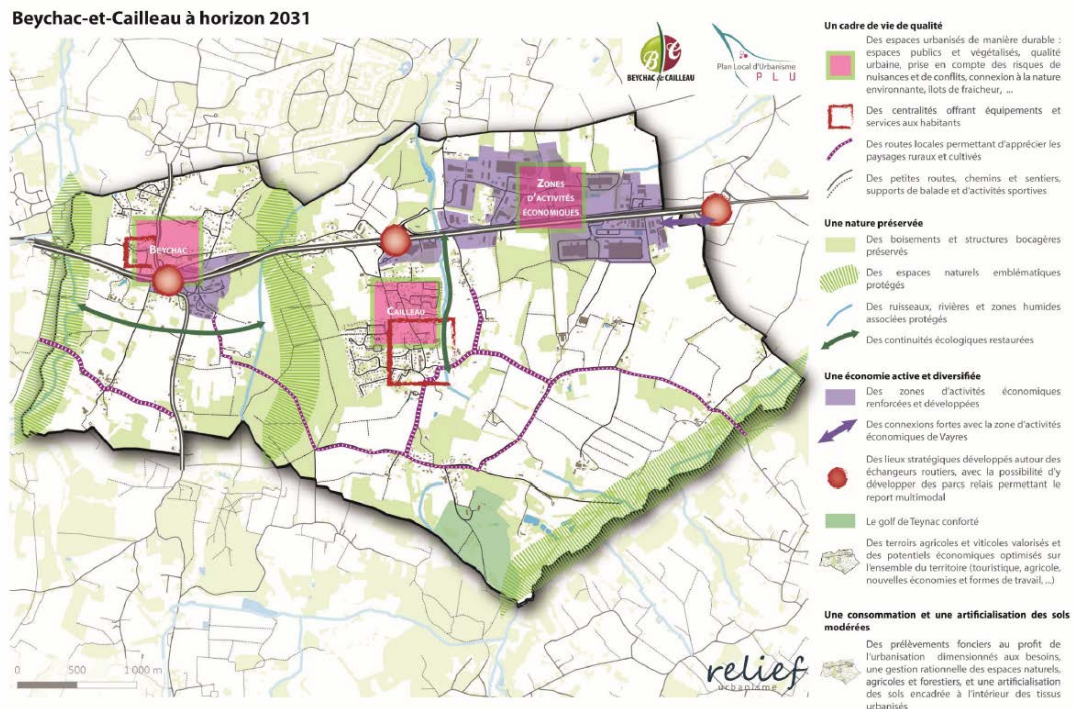 Beychac-et-Cailleau à horizon 2031
BEYCHAC & CAILLEAU
Plan Local d'Urbanisme
PLU
BEYCHAC
CAILLEAU
ZONES
D'ACTIVITÉS
ÉCONOMIQUES
0 500 1 000 m
relief
urbanisme
Un cadre de vie de qualité
Des espaces urbanisés de manière durable :
espaces publics et végétalisés, qualité
urbaine, prise en compte des risques de
nuisances et de conflits, connexion à la nature
environnante, îlots de fraicheur, ...
Des centralités offrant équipements et
services aux habitants
Des routes locales permettant d'apprécier les
paysages ruraux et cultivés
Des petites routes, chemins et sentiers,
supports de balade et d'activités sportives
Une nature préservée
Des boisements et structures bocagères
préservés
Des espaces naturels emblématiques
protégés
Des ruisseaux, rivières et zones humides
associées protégés
Des continuités écologiques restaurées
Une économie active et diversifiée
Des zones d'activités économiques
renforcées et développées
Des connexions fortes avec la zone d'activités
économiques de Vayres
Des lieux stratégiques développés autour des
échangeurs routiers, avec la possibilité d'y
développer des parcs relais permettant le
report multimodal
Le golf de Teynac conforté
Des terroirs agricoles et viticoles valorisés et
des potentiels économiques optimisés sur
l'ensemble du territoire (touristique, agricole,
nouvelles économies et formes de travail, ...)
Une consommation et une artificialisation des sols
modérées
Des prélèvements fonciers au profit de
l'urbanisation dimensionnés aux besoins,
une gestion rationnelle des espaces naturels,
agricoles et forestiers, et une artificialisation
des sols encadrée à l'intérieur des tissus
urbanisés